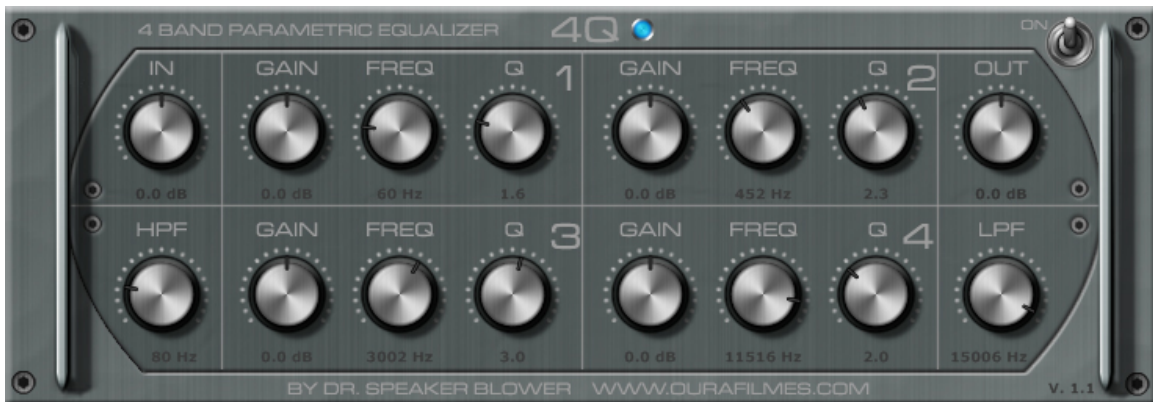 4 BAND PARAMETRIC EQUALIZER 4Q ON
IN GAIN FREQ Q 1 GAIN FREQ Q 2 OUT
0.0 dB 0.0 dB 60 Hz 1.6 0.0 dB 452 Hz 2.3 0.0 dB
HPF GAIN FREQ Q 3 GAIN FREQ Q 4 LPF
80 Hz 0.0 dB 3002 Hz 3.0 0.0 dB 11516 Hz 2.0 15006 Hz
BY DR. SPEAKER BLOWER WWW.OURAFILMES.COM V. 1.1